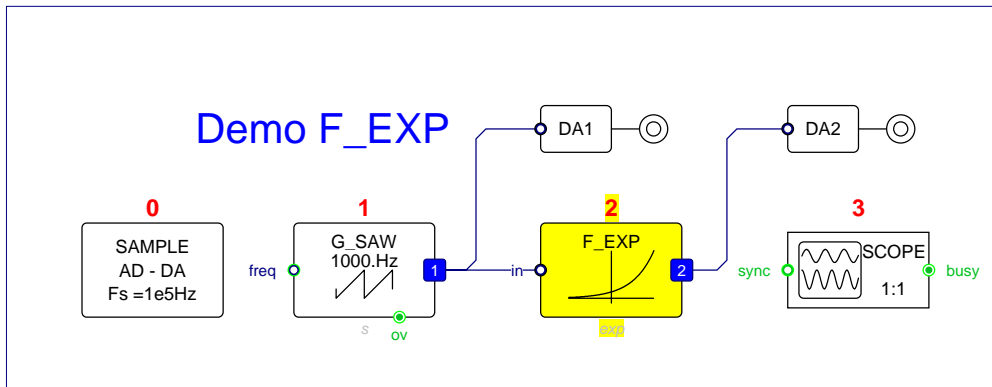 Demo F_EXP
DA1
DA2
0
1
2
3
SAMPLE
AD - DA
Fs =1e5Hz
freq
G_SAW
1000.Hz
1
s
ov
in
F_EXP
2
exp
sync
SCOPE
1:1
busy